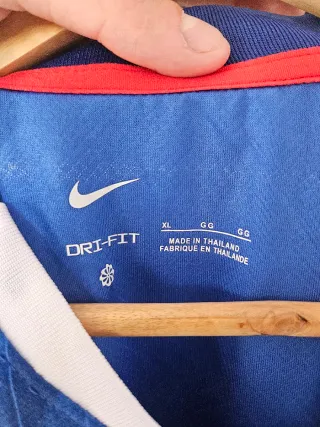 DRI-FIT
XL GG GG
MADE IN THAILAND
FABRIQUÉ EN THAÏLANDE